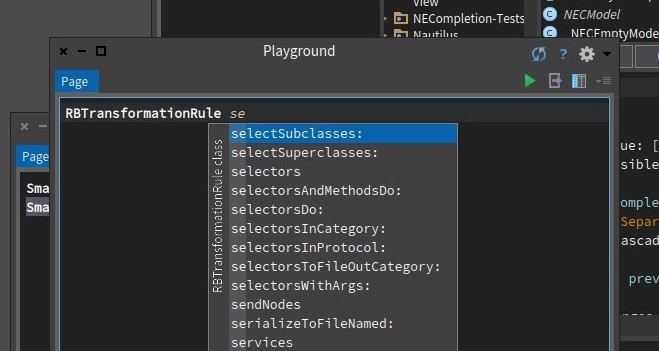 View
NECompletion-Tests
Nautilus
NECModel
NECEmptyMode
Playground
Page
RBTransformationRule se
RBTransformationRule class
selectSubclasses:
selectSuperclasses:
selectors
selectorsAndMethodsDo:
selectorsDo:
selectorsInCategory:
selectorsInProtocol:
selectorsToFileOutCategory:
selectorsWithArgs:
sendNodes
serializeToFileNamed:
services
Page
Sma
Sma
ue: [
sible
omple
Separ
ascad
prev